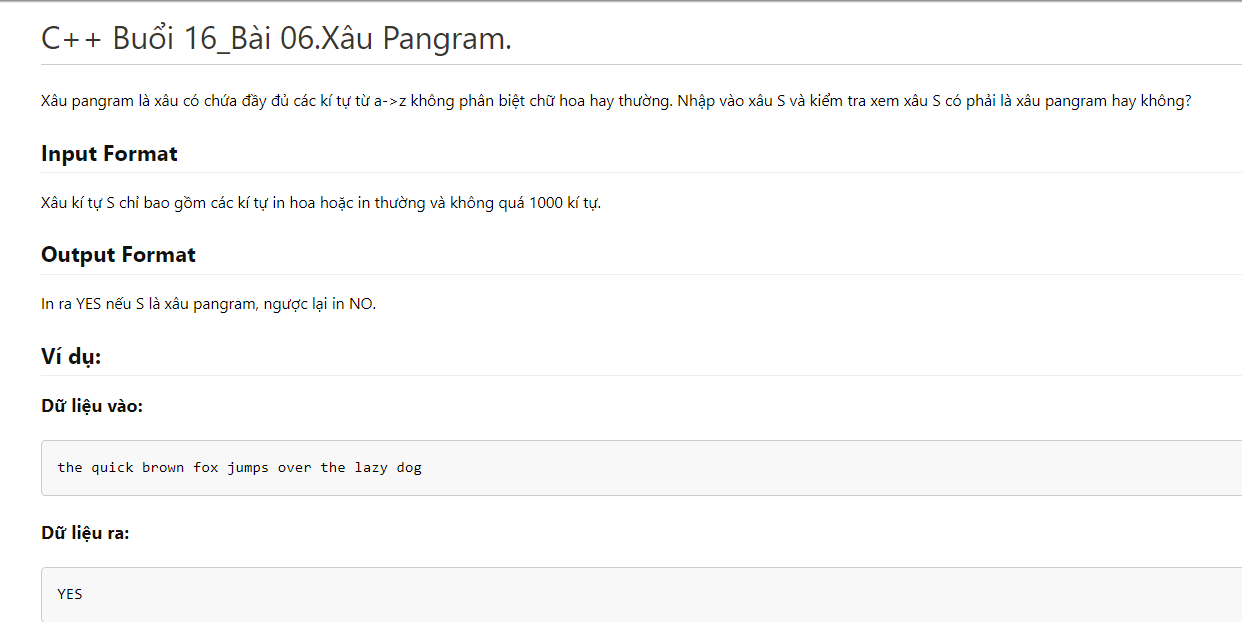 C++ Buổi 16_Bài 06.Xâu Pangram.
Xâu pangram là xâu có chứa đầy đủ các kí tự từ a->z không phân biệt chữ hoa hay thường. Nhập vào xâu S và kiểm tra xem xâu S có phải là xâu pangram hay không?
Input Format
Xâu kí tự S chỉ bao gồm các kí tự in hoa hoặc in thường và không quá 1000 kí tự.
Output Format
In ra YES nếu S là xâu pangram, ngược lại in NO.
Ví dụ:
Dữ liệu vào:
the quick brown fox jumps over the lazy dog
Dữ liệu ra:
YES